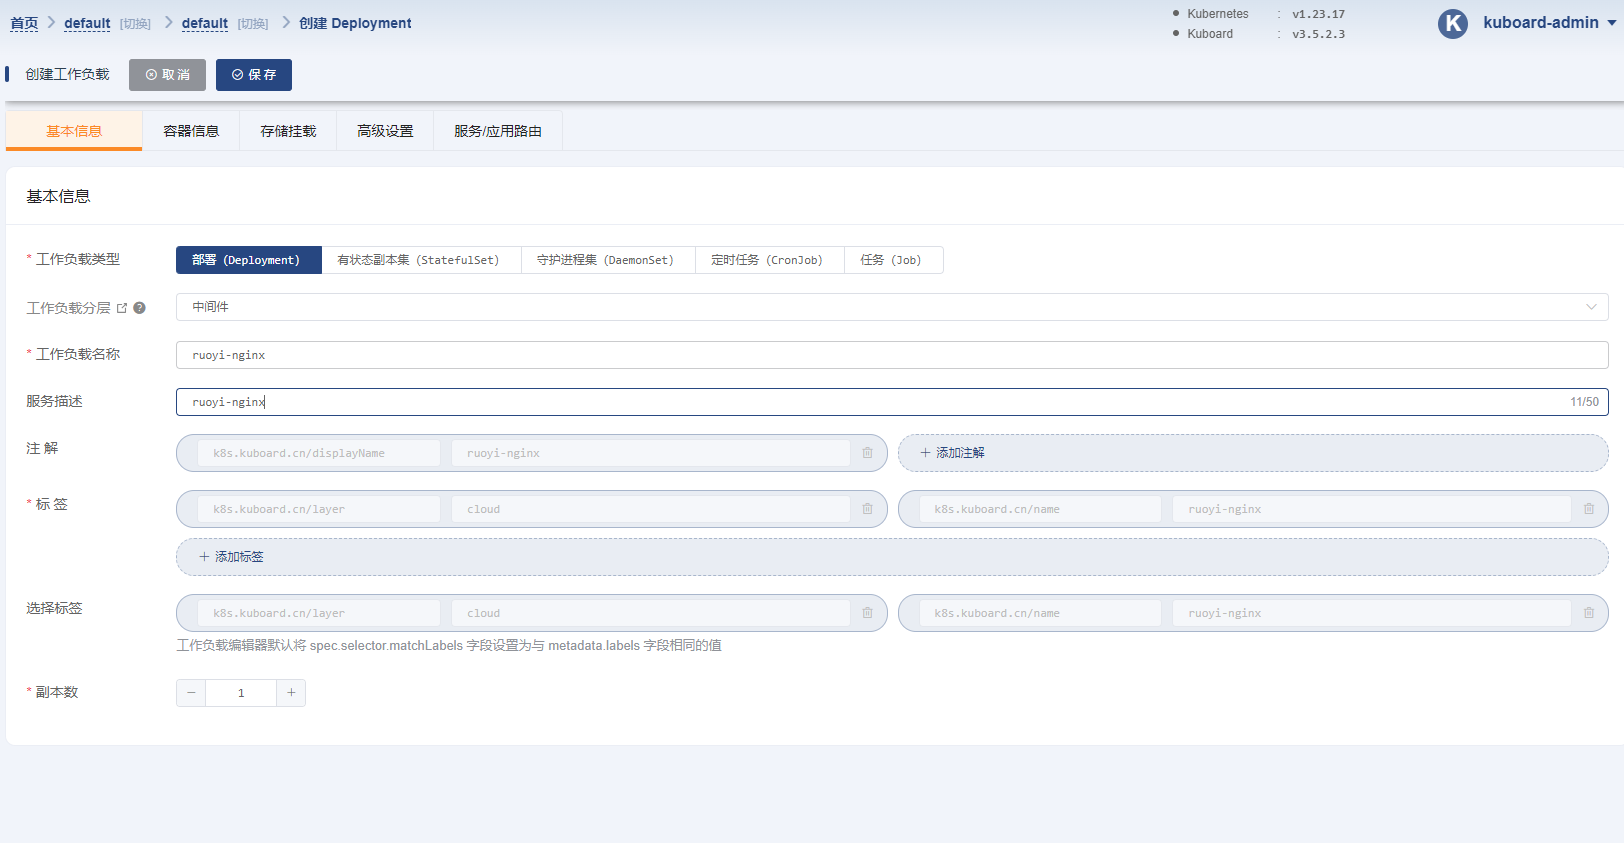 首页 default [切换] default [切换] 创建 Deployment
Kubernetes : v1.23.17
Kuboard : v3.5.2.3
K kuboard-admin
创建工作负载 取 消 保 存
基本信息 容器信息 存储挂载 高级设置 服务/应用路由
基本信息
* 工作负载类型 部署 (Deployment) 有状态副本集 (StatefulSet) 守护进程集 (DaemonSet) 定时任务 (CronJob) 任务 (Job)
工作负载分层 ? 中间件
* 工作负载名称 ruoyi-nginx
服务描述 ruoyi-nginx 11/50
注 解 k8s.kuboard.cn/displayName ruoyi-nginx + 添加注解
* 标 签 k8s.kuboard.cn/layer cloud k8s.kuboard.cn/name ruoyi-nginx
+ 添加标签
选择标签 k8s.kuboard.cn/layer cloud k8s.kuboard.cn/name ruoyi-nginx
工作负载编辑器默认将 spec.selector.matchLabels 字段设置为与 metadata.labels 字段相同的值
* 副本数 − 1 +